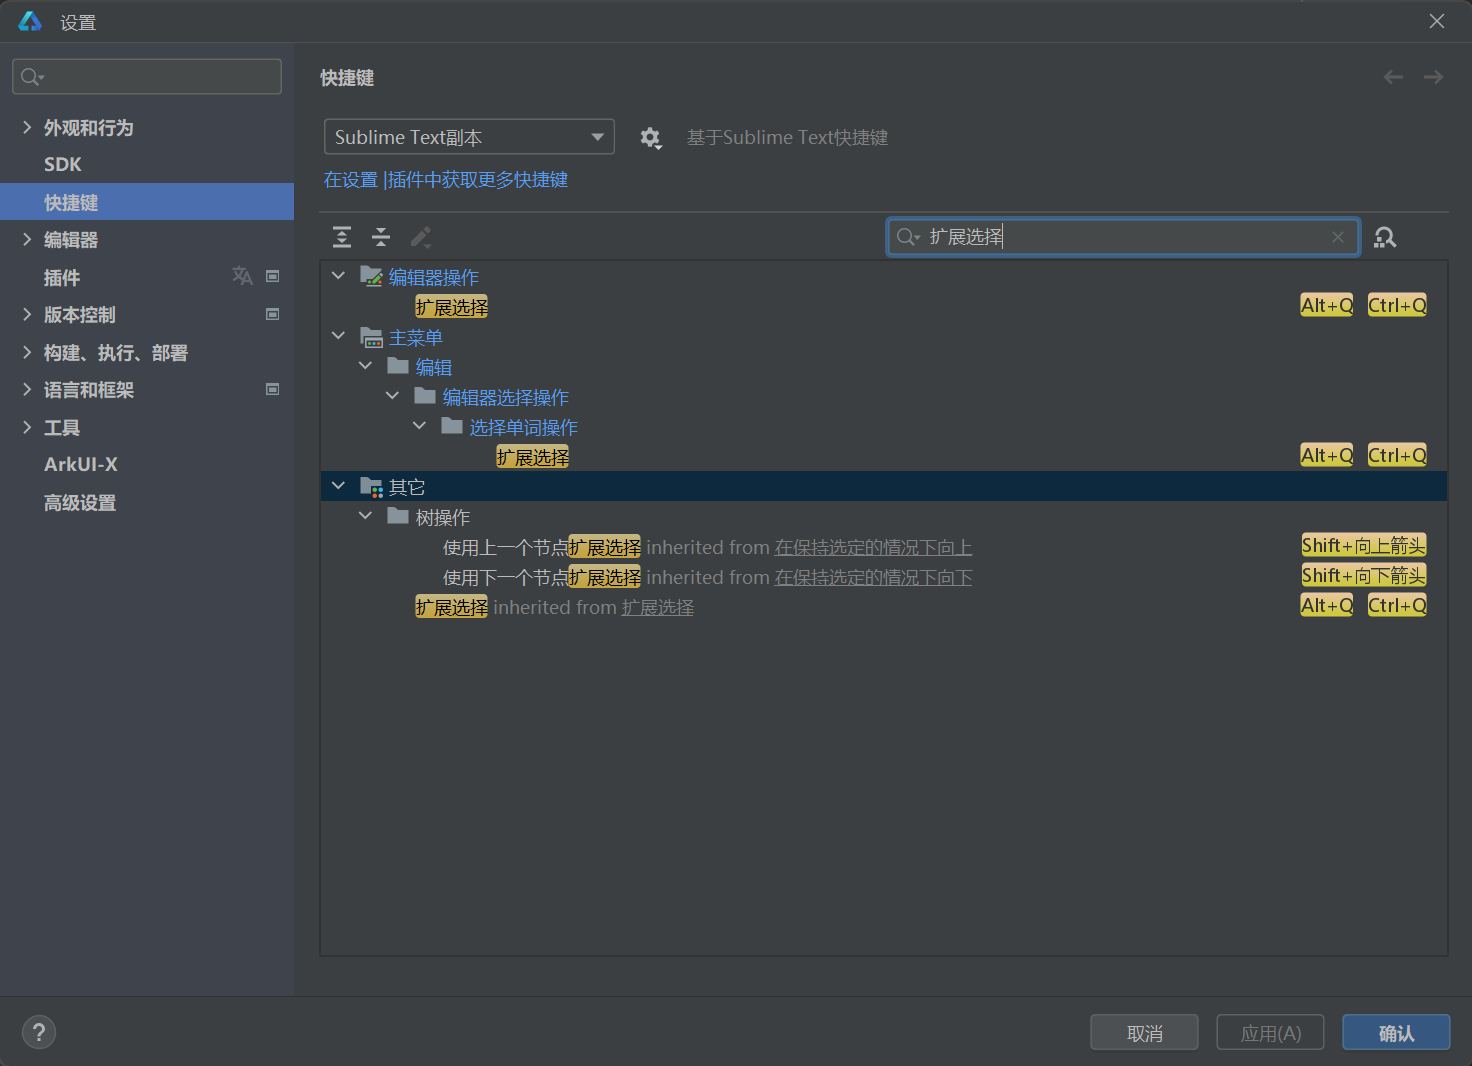 设置
外观和行为
SDK
快捷键
编辑器
插件
版本控制
构建、执行、部署
语言和框架
工具
ArkUI-X
高级设置
快捷键
Sublime Text副本
基于Sublime Text快捷键
在设置 |插件中获取更多快捷键
扩展选择
编辑器操作
扩展选择 Alt+Q Ctrl+Q
主菜单
编辑
编辑器选择操作
选择单词操作
扩展选择 Alt+Q Ctrl+Q
其它
树操作
使用上一个节点扩展选择 inherited from 在保持选定的情况下向上 Shift+向上箭头
使用下一个节点扩展选择 inherited from 在保持选定的情况下向下 Shift+向下箭头
扩展选择 inherited from 扩展选择 Alt+Q Ctrl+Q
?
取消
应用(A)
确认